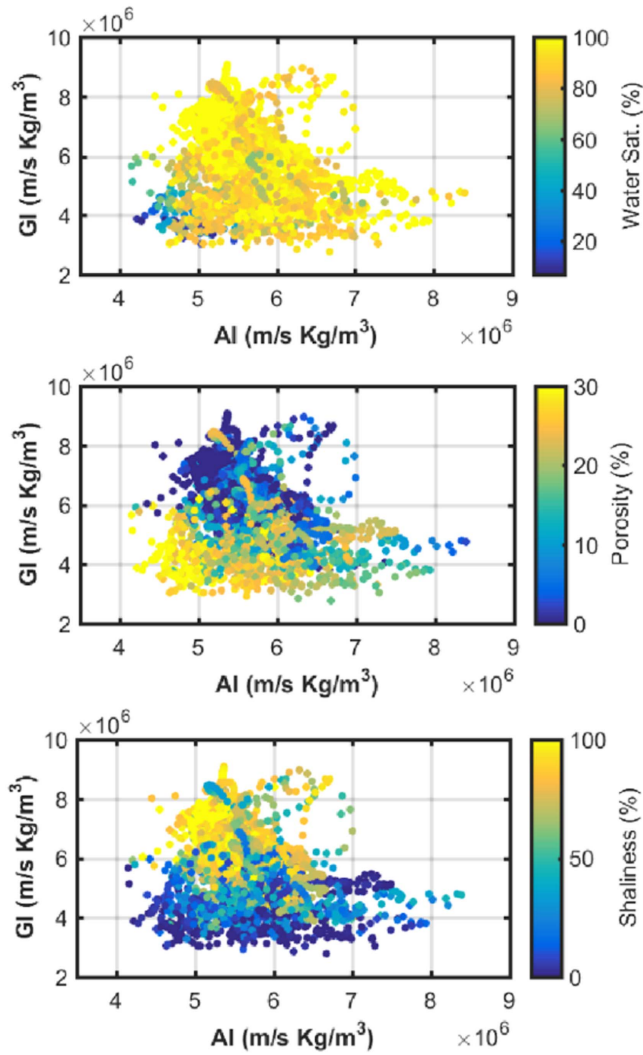 ×10⁶
10
8
6
4
2
GI (m/s Kg/m³)
4 5 6 7 8 9
AI (m/s Kg/m³) ×10⁶
100
80
60
40
20
Water Sat. (%)
×10⁶
10
8
6
4
2
GI (m/s Kg/m³)
4 5 6 7 8 9
AI (m/s Kg/m³) ×10⁶
30
20
10
0
Porosity (%)
×10⁶
10
8
6
4
2
GI (m/s Kg/m³)
4 5 6 7 8 9
AI (m/s Kg/m³) ×10⁶
100
50
0
Shaliness (%)